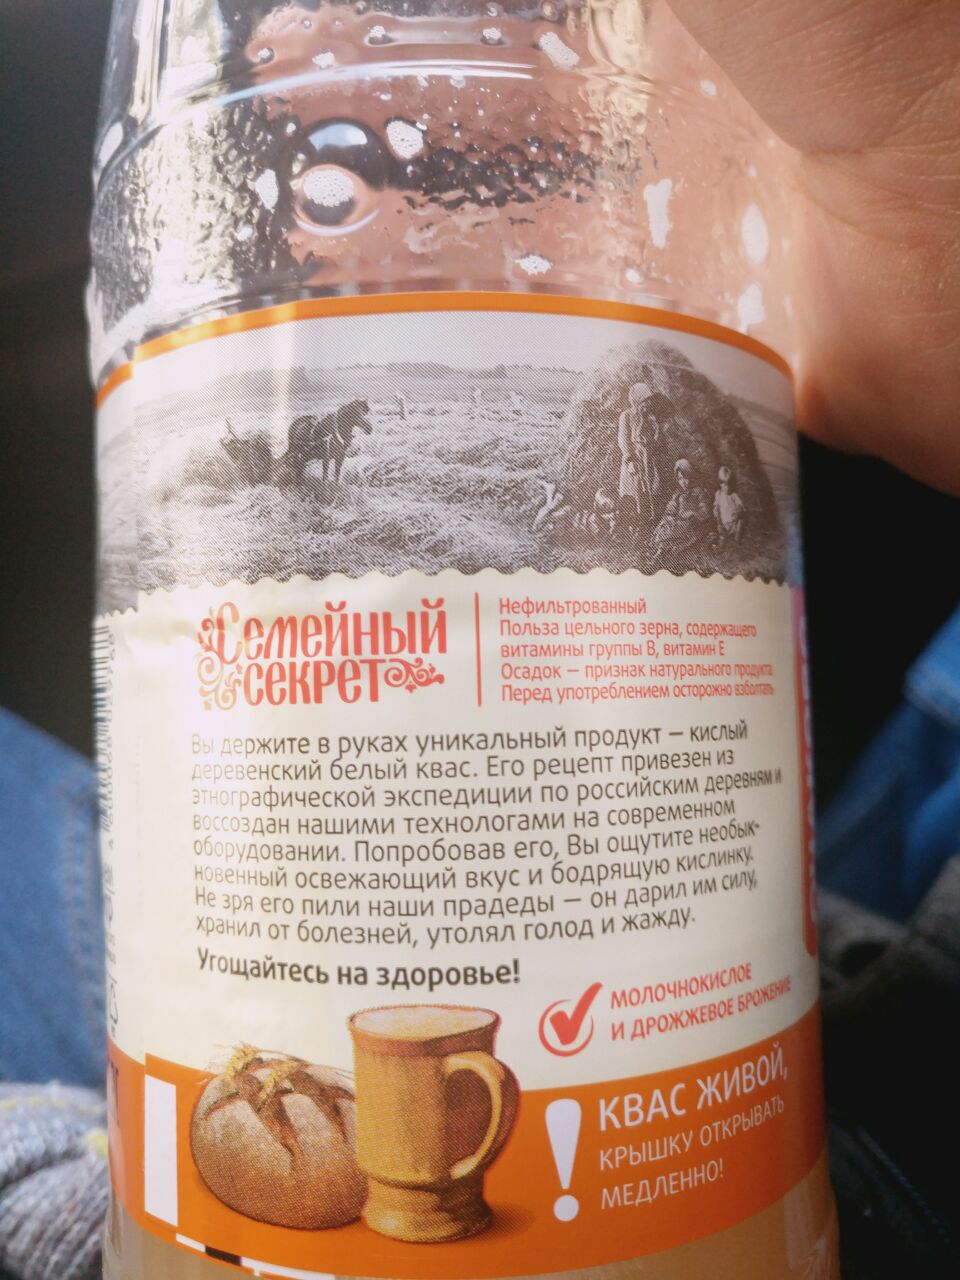 Семейный
секрет
Нефильтрованный
Польза цельного зерна, содержащего
витамины группы В, витамин Е
Осадок — признак натурального продукта
Перед употреблением осторожно взболтать
Вы держите в руках уникальный продукт — кислый
деревенский белый квас. Его рецепт привезен из
этнографической экспедиции по российским деревням и
воссоздан нашими технологами на современном
оборудовании. Попробовав его, Вы ощутите необык-
новенный освежающий вкус и бодрящую кислинку.
Не зря его пили наши прадеды — он дарил им силу,
хранил от болезней, утолял голод и жажду.
Угощайтесь на здоровье!
МОЛОЧНОКИСЛОЕ
И ДРОЖЖЕВОЕ БРОЖЕНИЕ
! КВАС ЖИВОЙ,
КРЫШКУ ОТКРЫВАТЬ
МЕДЛЕННО!